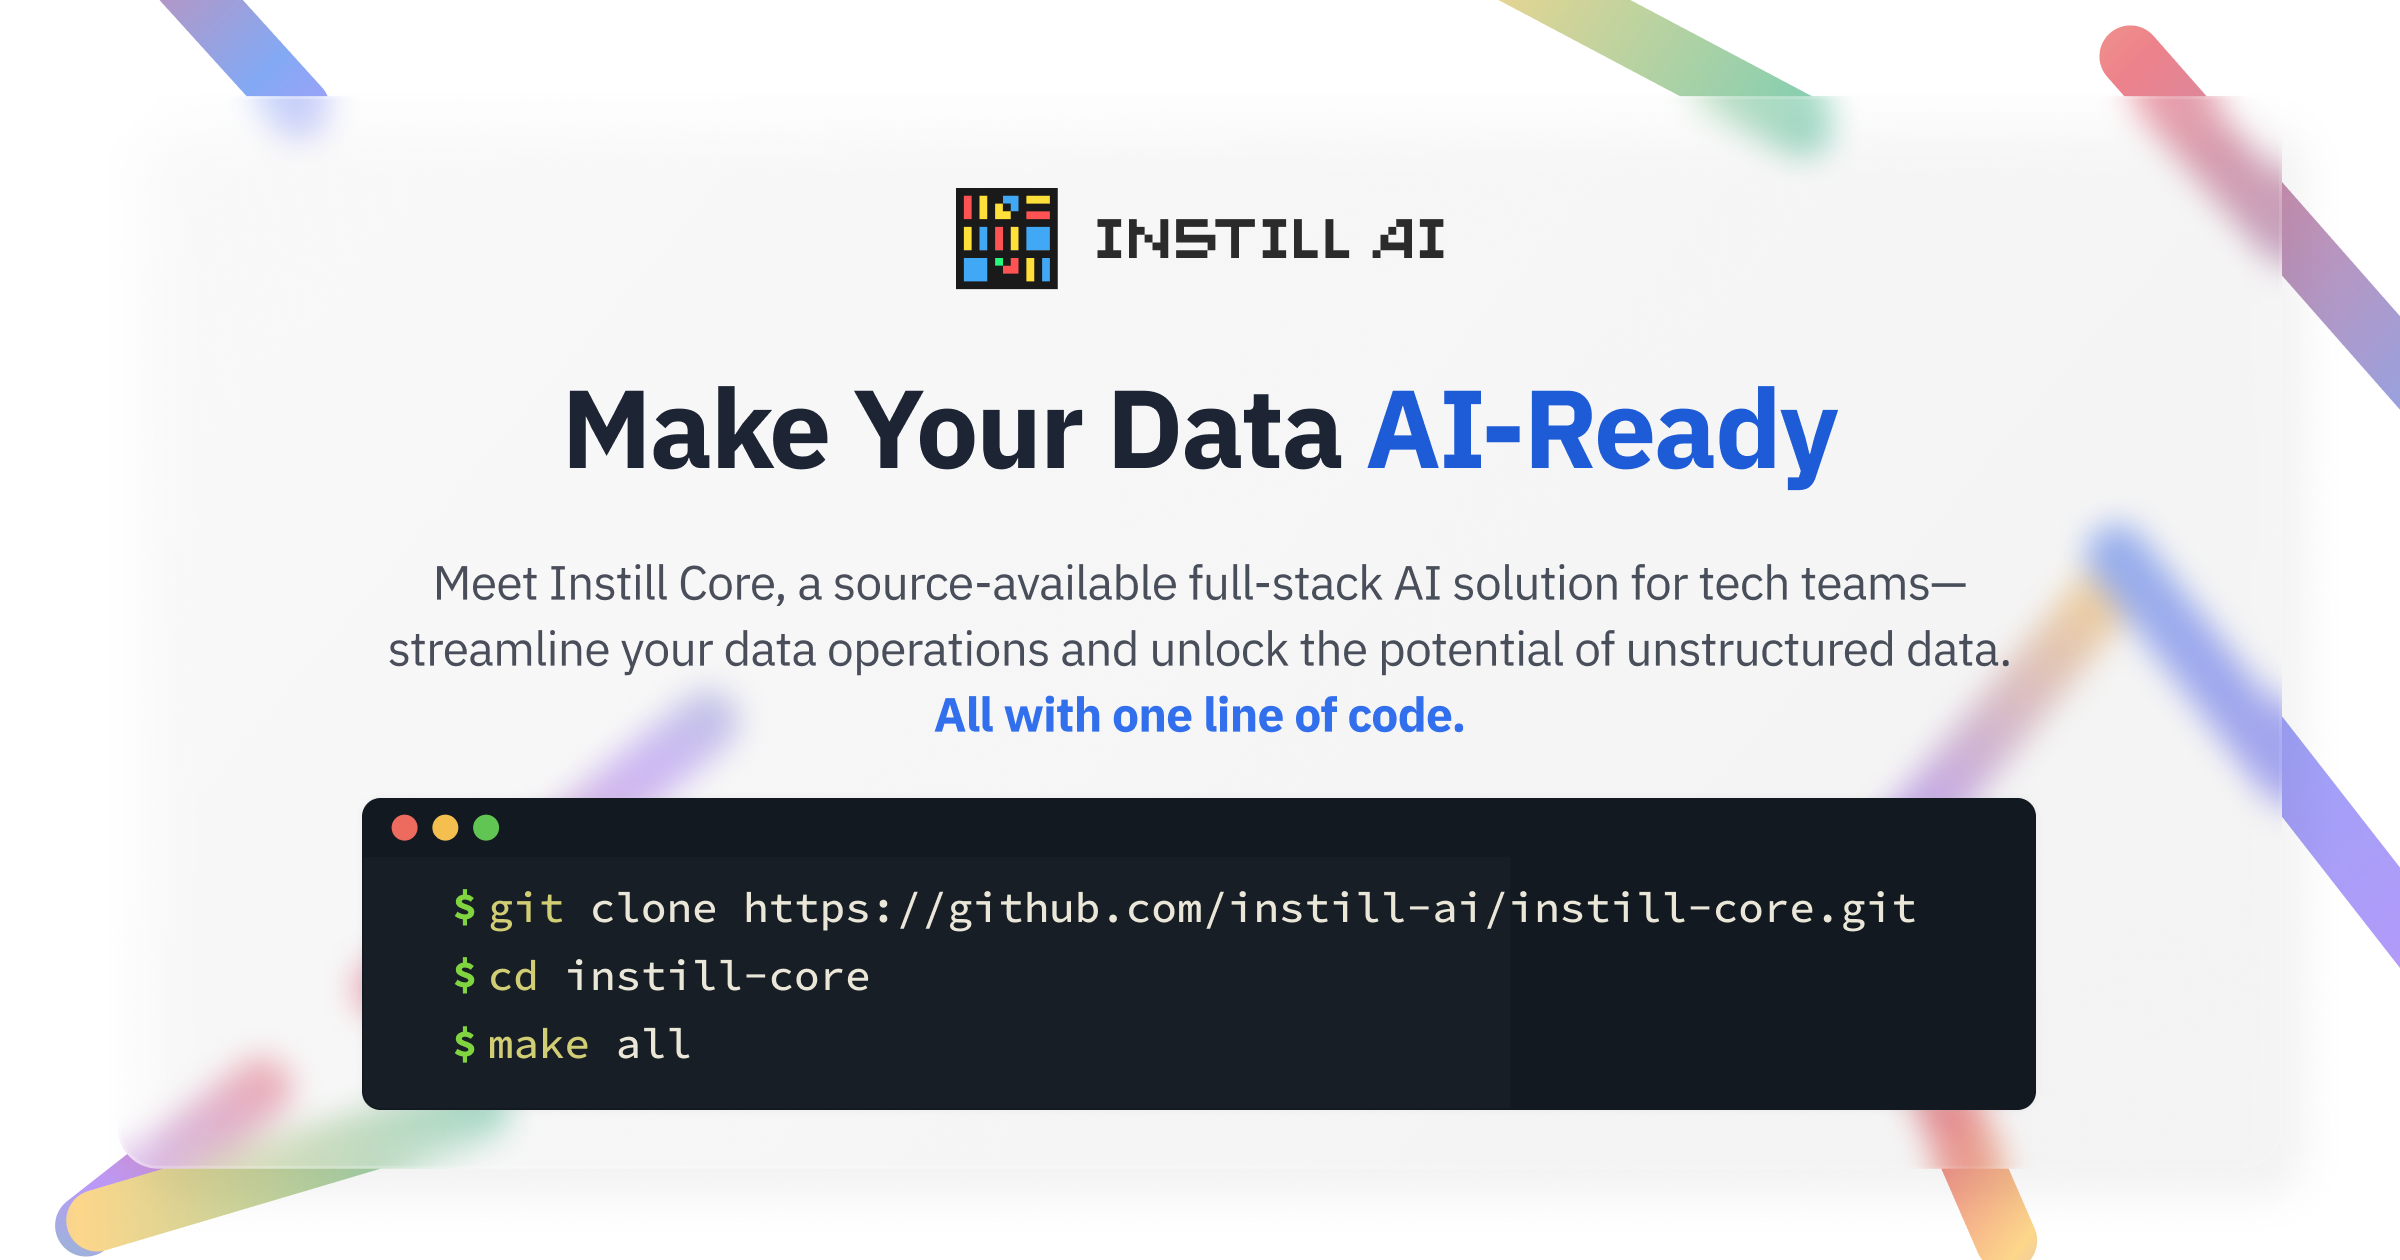 INSTILL AI
Make Your Data AI-Ready
Meet Instill Core, a source-available full-stack AI solution for tech teams—
streamline your data operations and unlock the potential of unstructured data.
All with one line of code.
$ git clone https://github.com/instill-ai/instill-core.git
$ cd instill-core
$ make all